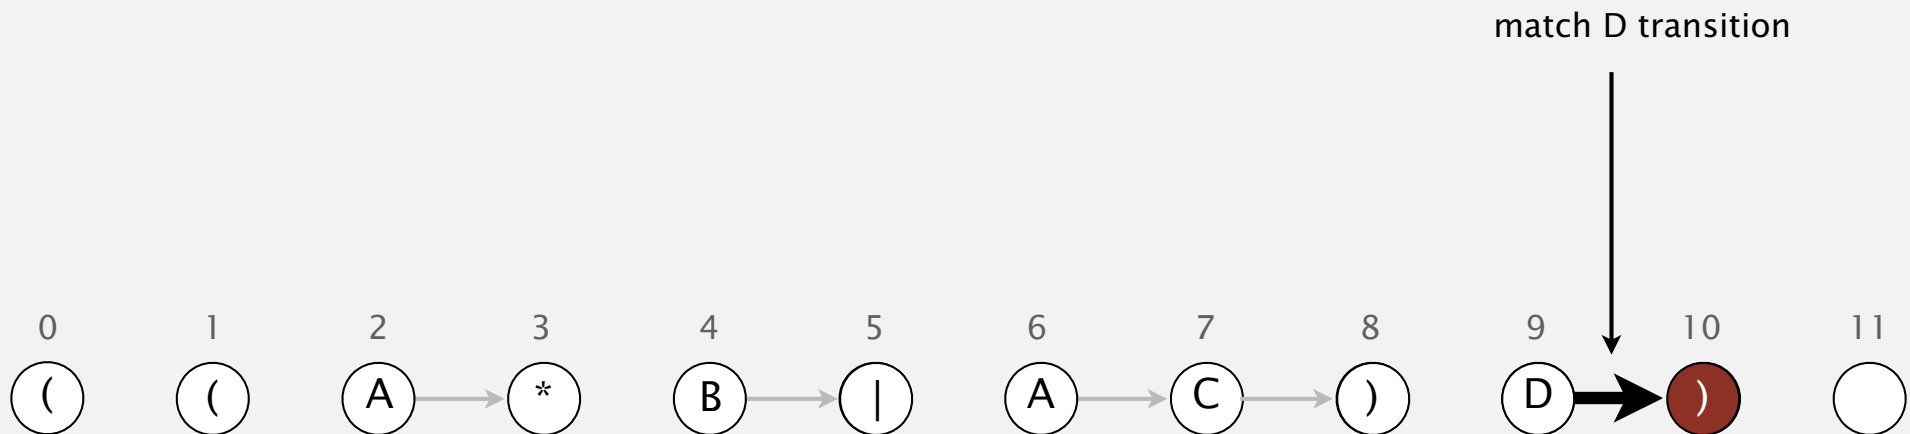 match D transition
0 1 2 3 4 5 6 7 8 9 10 11
( ( A * B | A C ) D )